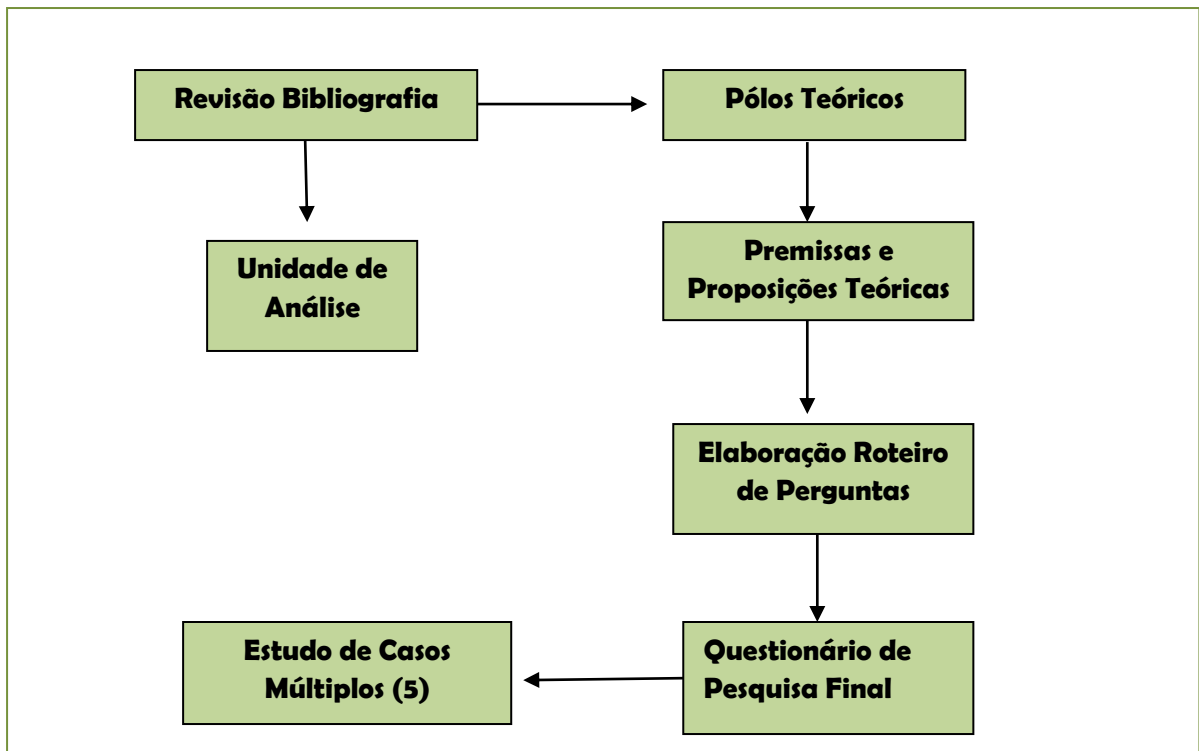 Revisão Bibliografia
Pólos Teóricos
Unidade de
Análise
Premissas e
Proposições Teóricas
Elaboração Roteiro
de Perguntas
Estudo de Casos
Múltiplos (5)
Questionário de
Pesquisa Final